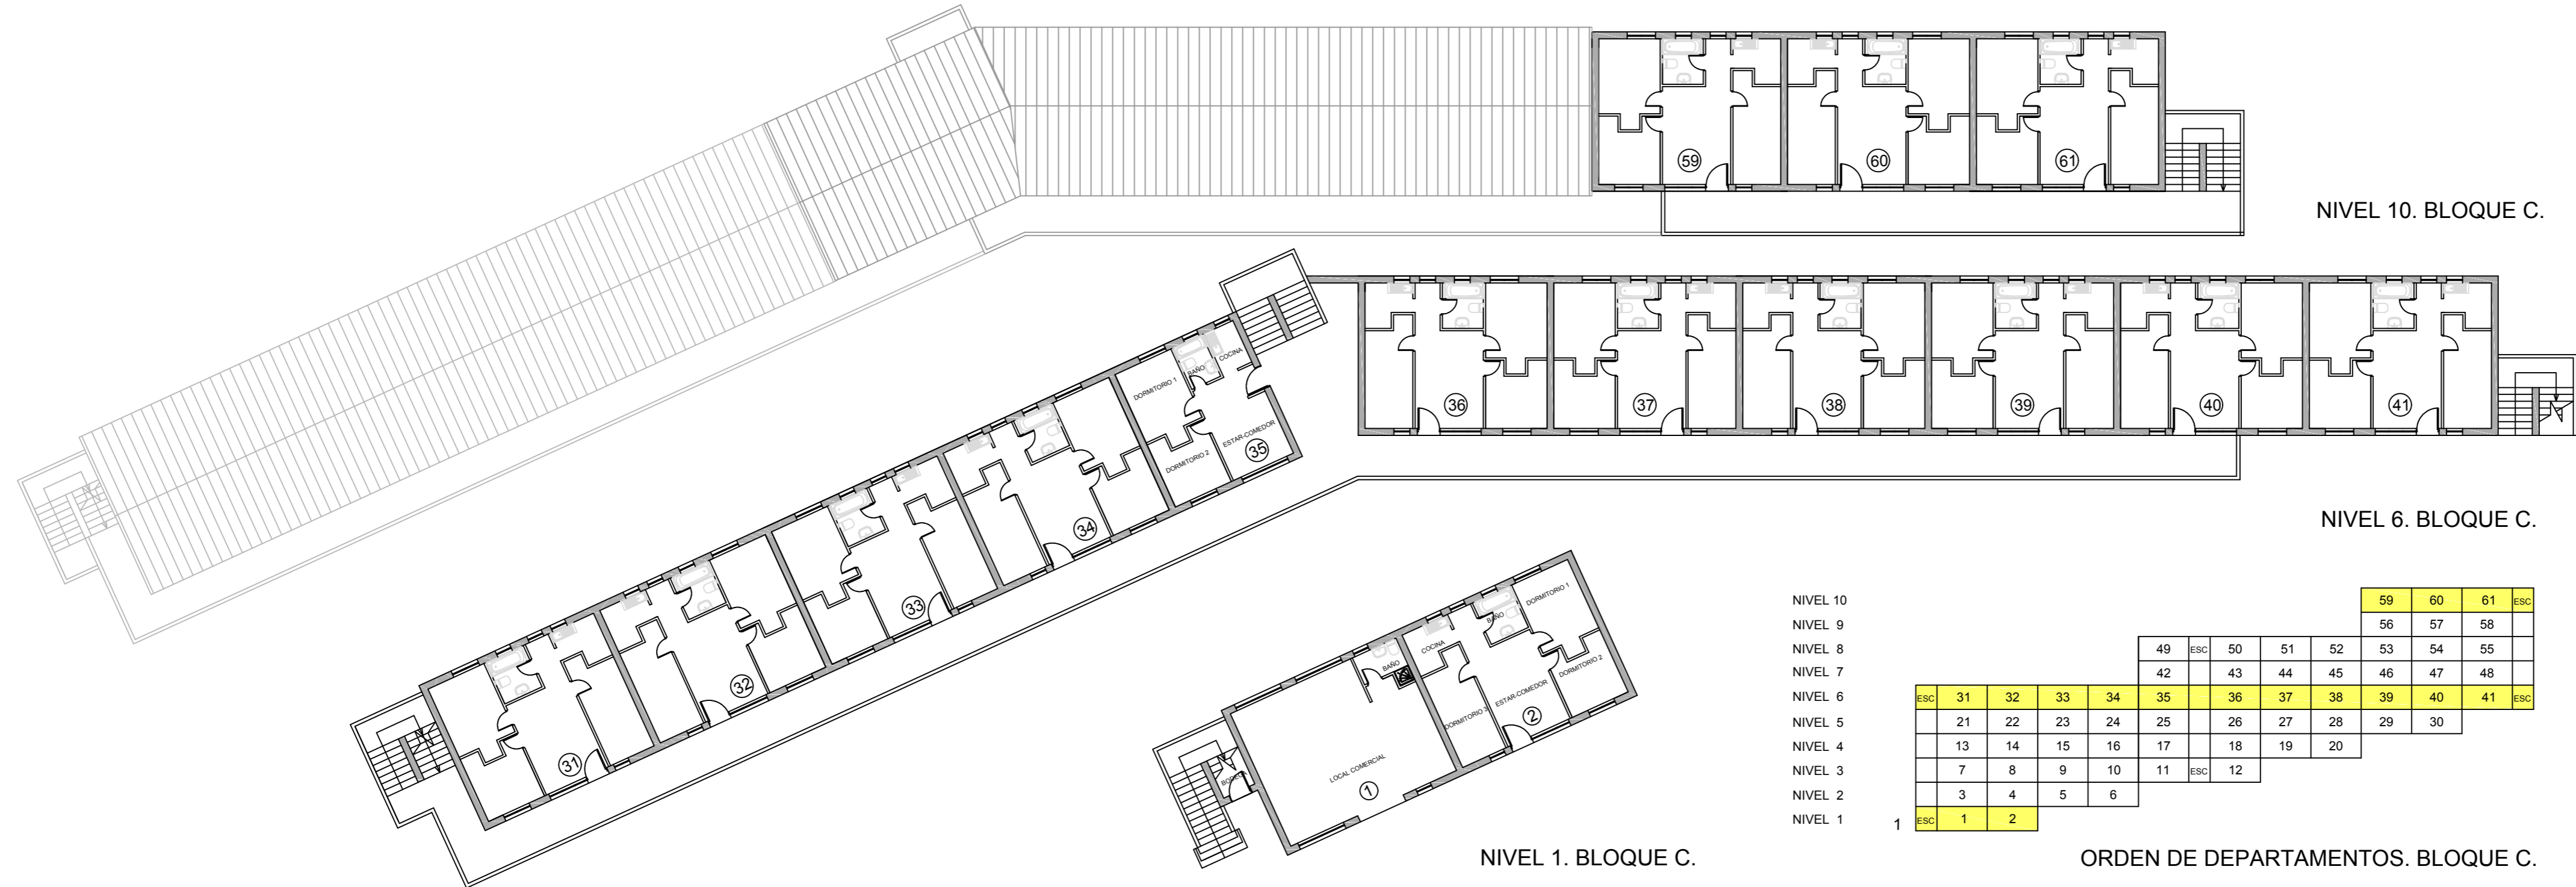 59 60 61
NIVEL 10. BLOQUE C.
36 37 38 39 40 41
NIVEL 6. BLOQUE C.
COCINA
BAÑO
DORMITORIO 1
ESTAR-COMEDOR
DORMITORIO 2
35
34
33
32
31
DORMITORIO 1
BAÑO
COCINA
BAÑO
DORMITORIO 2
ESTAR-COMEDOR
DORMITORIO 3
2
LOCAL COMERCIAL
BODEGA
1
NIVEL 1. BLOQUE C.
NIVEL 10 59 60 61 ESC
NIVEL 9 56 57 58
NIVEL 8 49 ESC 50 51 52 53 54 55
NIVEL 7 42 43 44 45 46 47 48
NIVEL 6 ESC 31 32 33 34 35 36 37 38 39 40 41 ESC
NIVEL 5 21 22 23 24 25 26 27 28 29 30
NIVEL 4 13 14 15 16 17 18 19 20
NIVEL 3 7 8 9 10 11 ESC 12
NIVEL 2 3 4 5 6
NIVEL 1 1 ESC 1 2
ORDEN DE DEPARTAMENTOS. BLOQUE C.